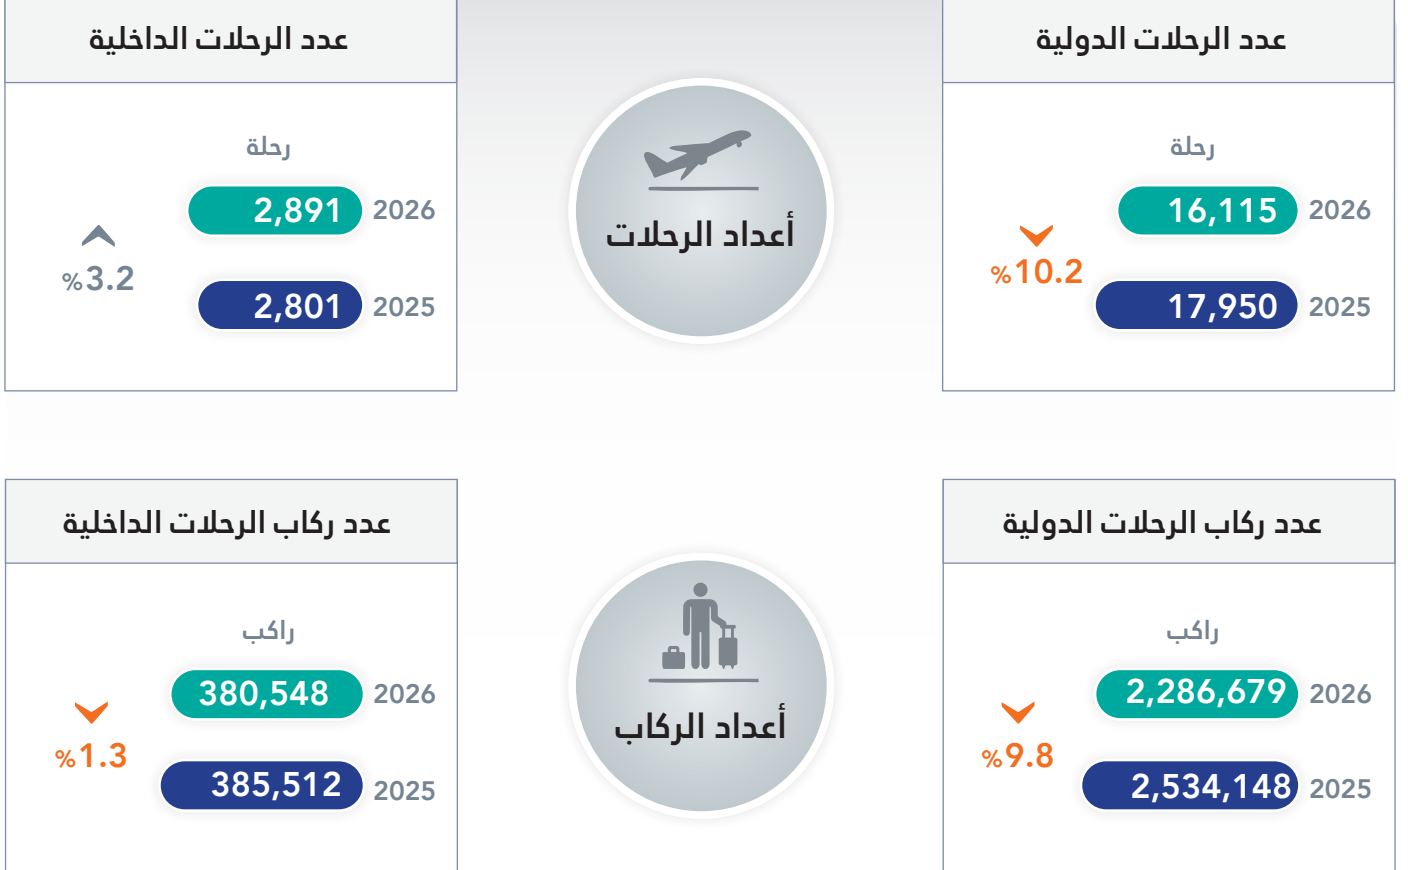 عدد الرحلات الدولية
رحلة
2026 16,115
%10.2
2025 17,950
أعداد الرحلات
عدد الرحلات الداخلية
رحلة
2026 2,891
%3.2
2025 2,801
عدد ركاب الرحلات الدولية
راكب
2026 2,286,679
%9.8
2025 2,534,148
أعداد الركاب
عدد ركاب الرحلات الداخلية
راكب
2026 380,548
%1.3
2025 385,512